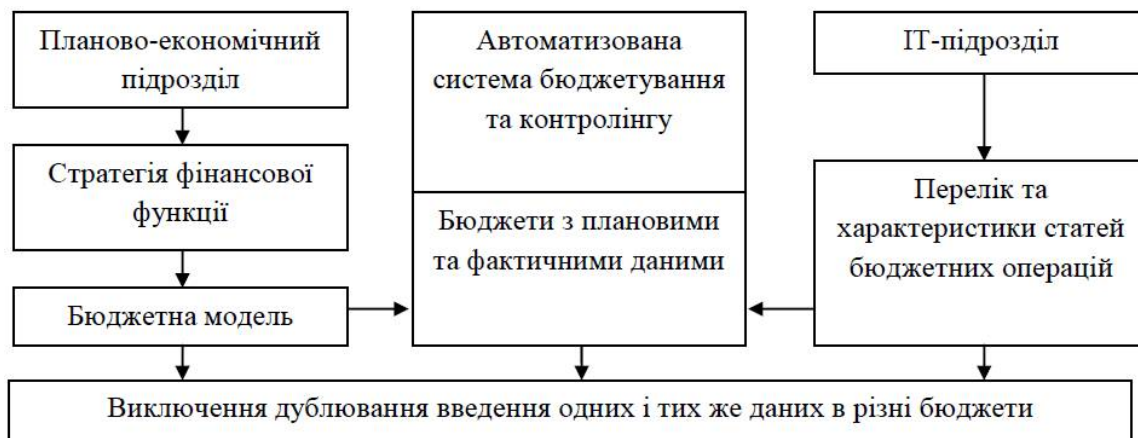 Планово-економічний
підрозділ
Стратегія фінансової
функції
Бюджетна модель
Автоматизована
система бюджетування
та контролінгу
Бюджети з плановими
та фактичними даними
ІТ-підрозділ
Перелік та
характеристики статей
бюджетних операцій
Виключення дублювання введення одних і тих же даних в різні бюджети